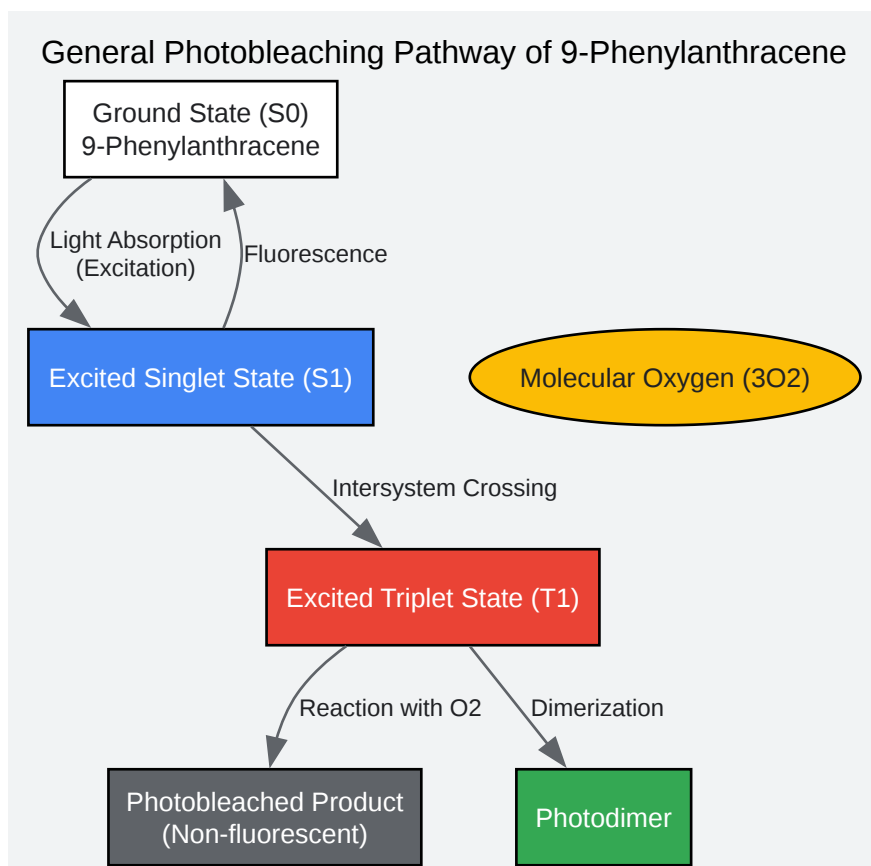 General Photobleaching Pathway of 9-Phenylanthracene
Ground State (S0)
9-Phenylanthracene
Light Absorption
(Excitation)
Fluorescence
Excited Singlet State (S1)
Molecular Oxygen (3O2)
Intersystem Crossing
Excited Triplet State (T1)
Reaction with O2
Dimerization
Photobleached Product
(Non-fluorescent)
Photodimer